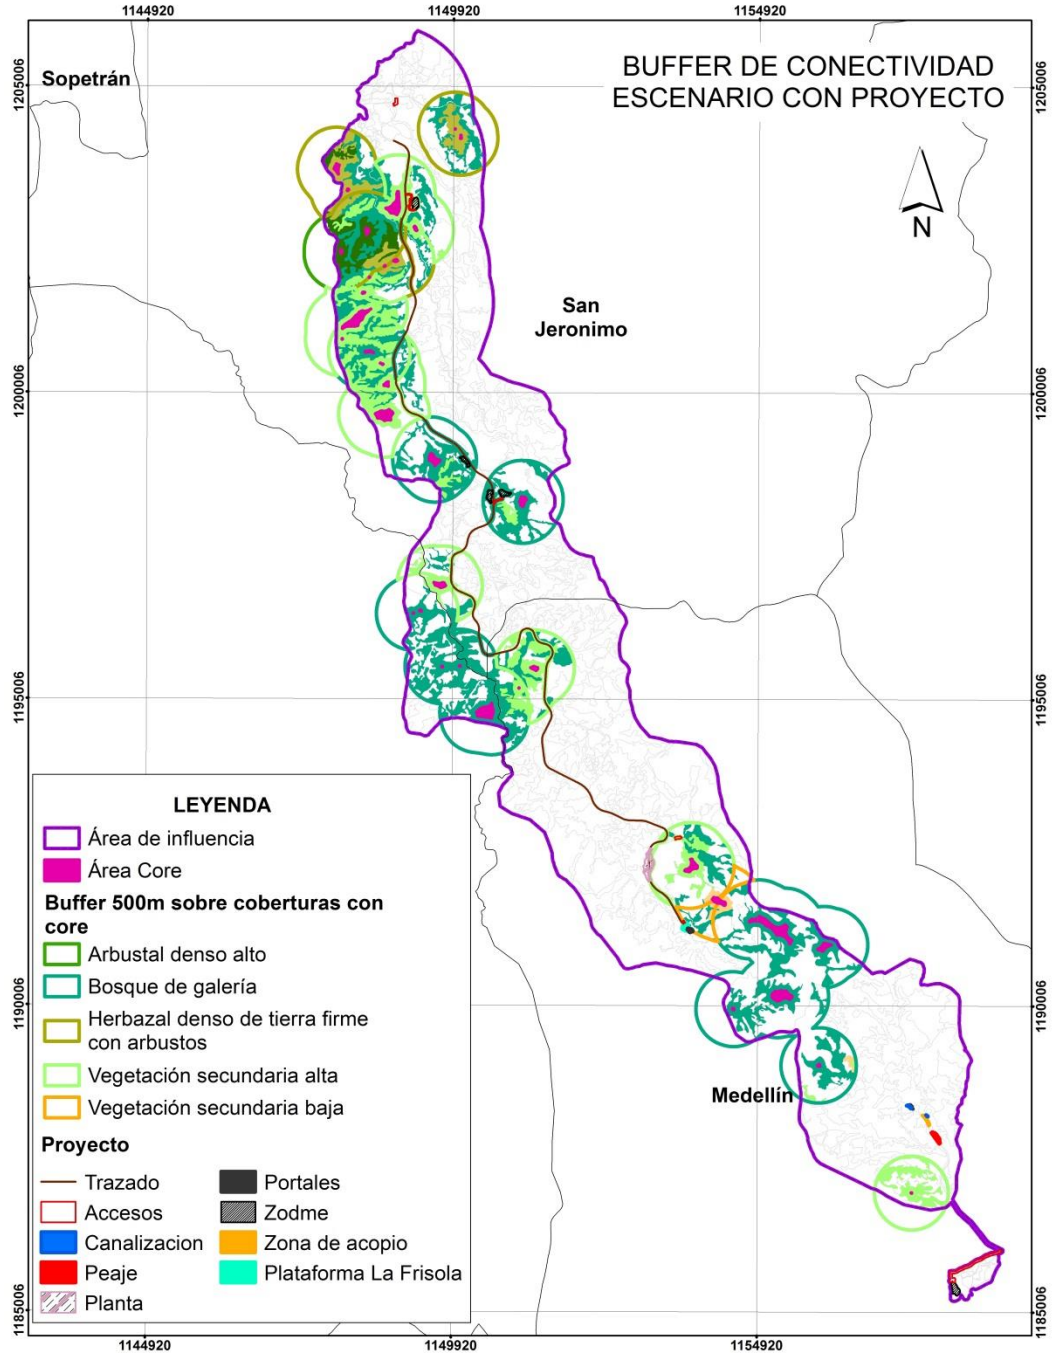 1144920
1149920
1154920
BUFFER DE CONECTIVIDAD
ESCENARIO CON PROYECTO
Sopetrán
1205006
1205006
N
San
Jeronimo
1200006
1200006
1195006
1195006
LEYENDA
Área de influencia
Área Core
Buffer 500m sobre coberturas con
core
Arbustal denso alto
Bosque de galería
Herbazal denso de tierra firme
con arbustos
Vegetación secundaria alta
Vegetación secundaria baja
Proyecto
Trazado
Accesos
Canalizacion
Peaje
Planta
Portales
Zodme
Zona de acopio
Plataforma La Frisola
1190006
1190006
Medellín
1185006
1185006
1144920
1149920
1154920